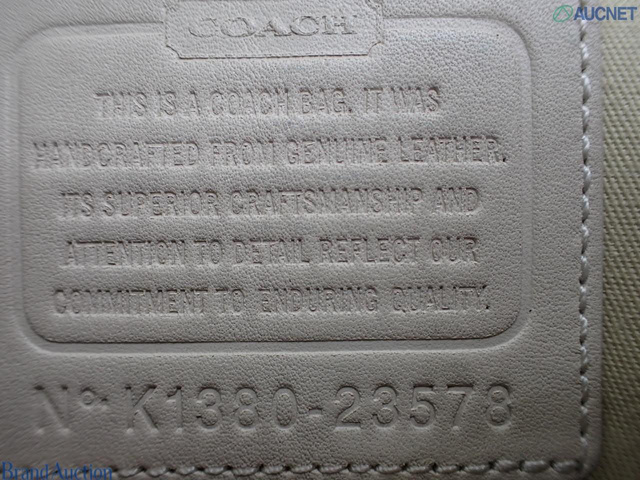 AUCNET
COACH
THIS IS A COACH BAG. IT WAS
HANDCRAFTED FROM GENUINE LEATHER.
ITS SUPERIOR CRAFTSMANSHIP AND
ATTENTION TO DETAIL REFLECT OUR
COMMITMENT TO ENDURING QUALITY.
Nº K1380-23578
Brand Auction